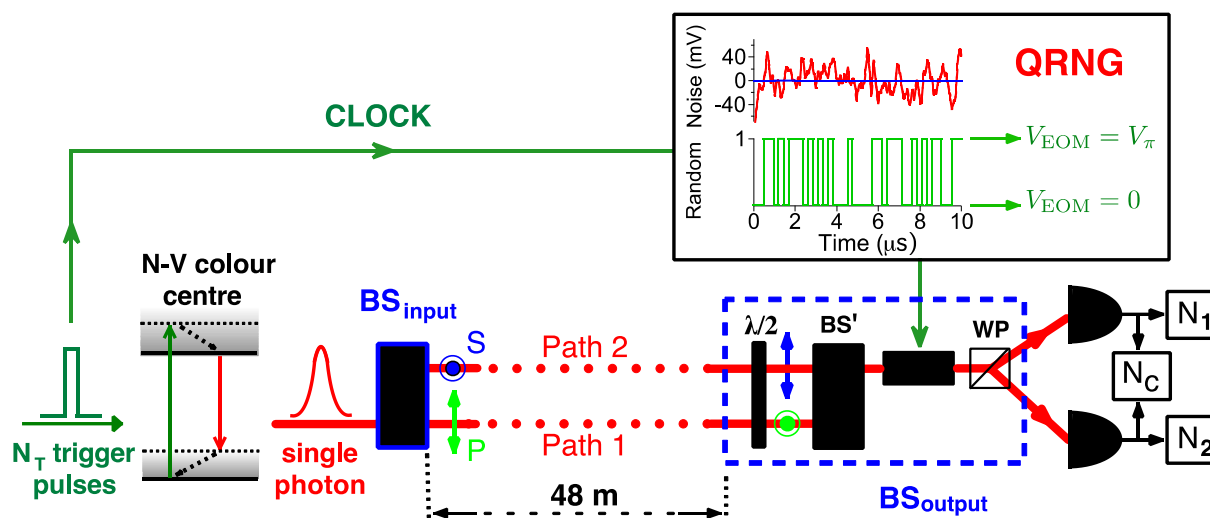 QRNG
Noise (mV)
40
0
-40
Random
1
0
0 2 4 6 8 10
Time (μs)
V_EOM = V_π
V_EOM = 0
CLOCK
N-V colour
centre
N_T trigger
pulses
single
photon
BS_input
S
P
Path 2
Path 1
48 m
λ/2
BS'
WP
BS_output
N_1
N_C
N_2